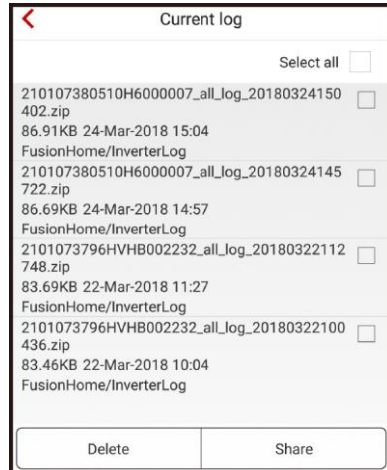 Current log
Select all
210107380510H6000007_all_log_20180324150
402.zip
86.91KB 24-Mar-2018 15:04
FusionHome/InverterLog
210107380510H6000007_all_log_20180324145
722.zip
86.69KB 24-Mar-2018 14:57
FusionHome/InverterLog
2101073796HVHB002232_all_log_20180322112
748.zip
83.69KB 22-Mar-2018 11:27
FusionHome/InverterLog
2101073796HVHB002232_all_log_20180322100
436.zip
83.46KB 22-Mar-2018 10:04
FusionHome/InverterLog
Delete Share